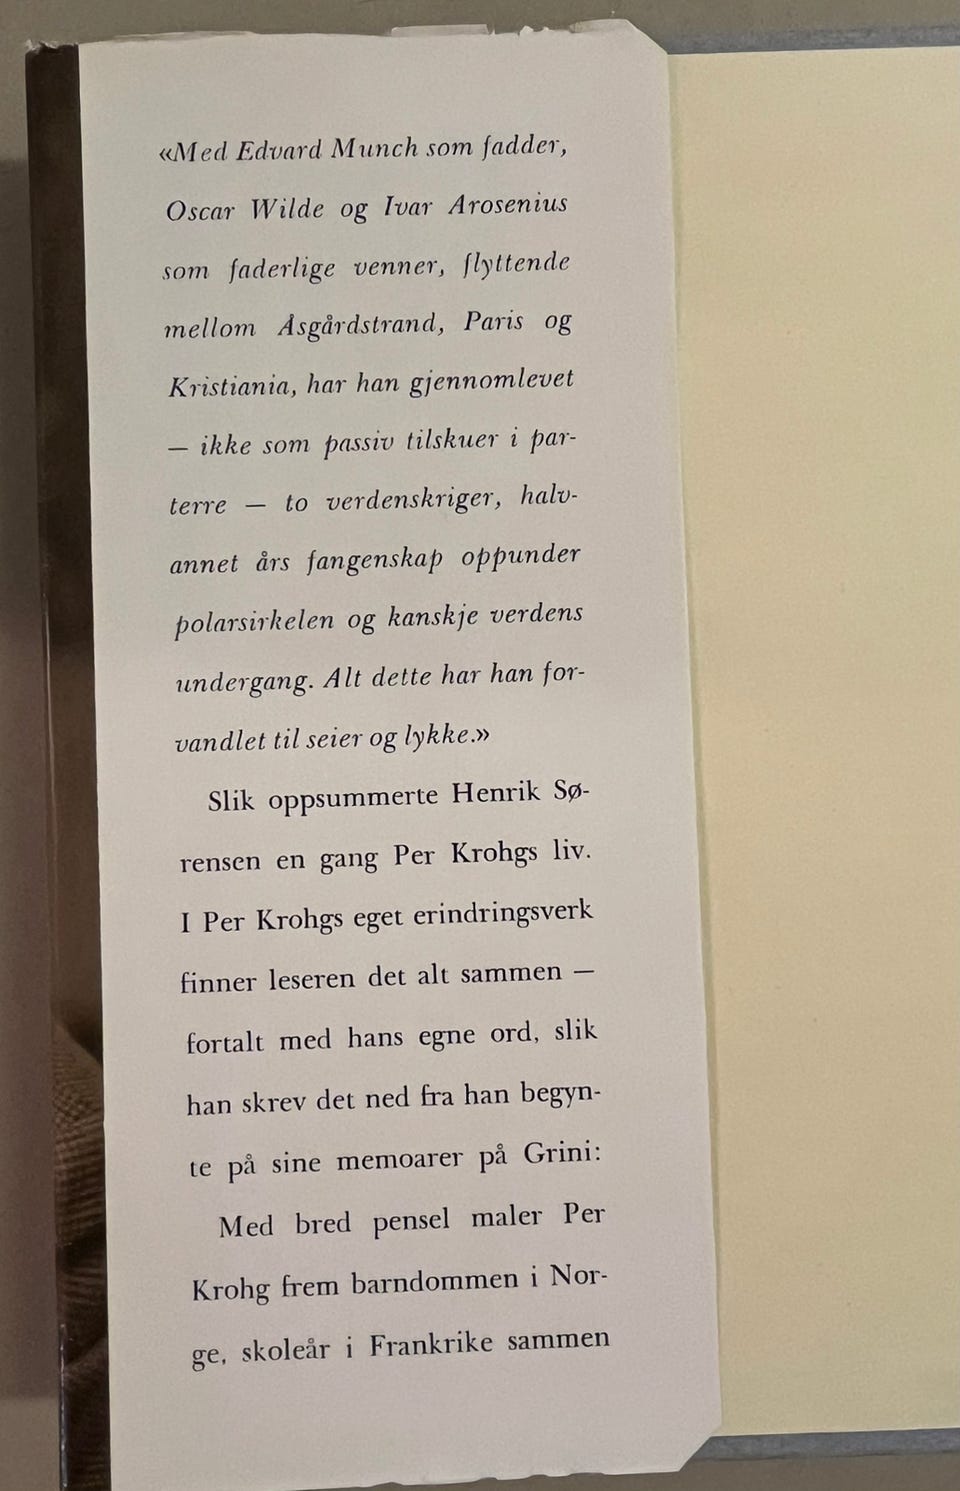 «Med Edvard Munch som fadder,
Oscar Wilde og Ivar Arosenius
som faderlige venner, flyttende
mellom Åsgårdstrand, Paris og
Kristiania, har han gjennomlevet
— ikke som passiv tilskuer i par-
terre — to verdenskriger, halv-
annet års fangenskap oppunder
polarsirkelen og kanskje verdens
undergang. Alt dette har han for-
vandlet til seier og lykke.»
Slik oppsummerte Henrik Sø-
rensen en gang Per Krohgs liv.
I Per Krohgs eget erindringsverk
finner leseren det alt sammen —
fortalt med hans egne ord, slik
han skrev det ned fra han begyn-
te på sine memoarer på Grini:
Med bred pensel maler Per
Krohg frem barndommen i Nor-
ge, skoleår i Frankrike sammen